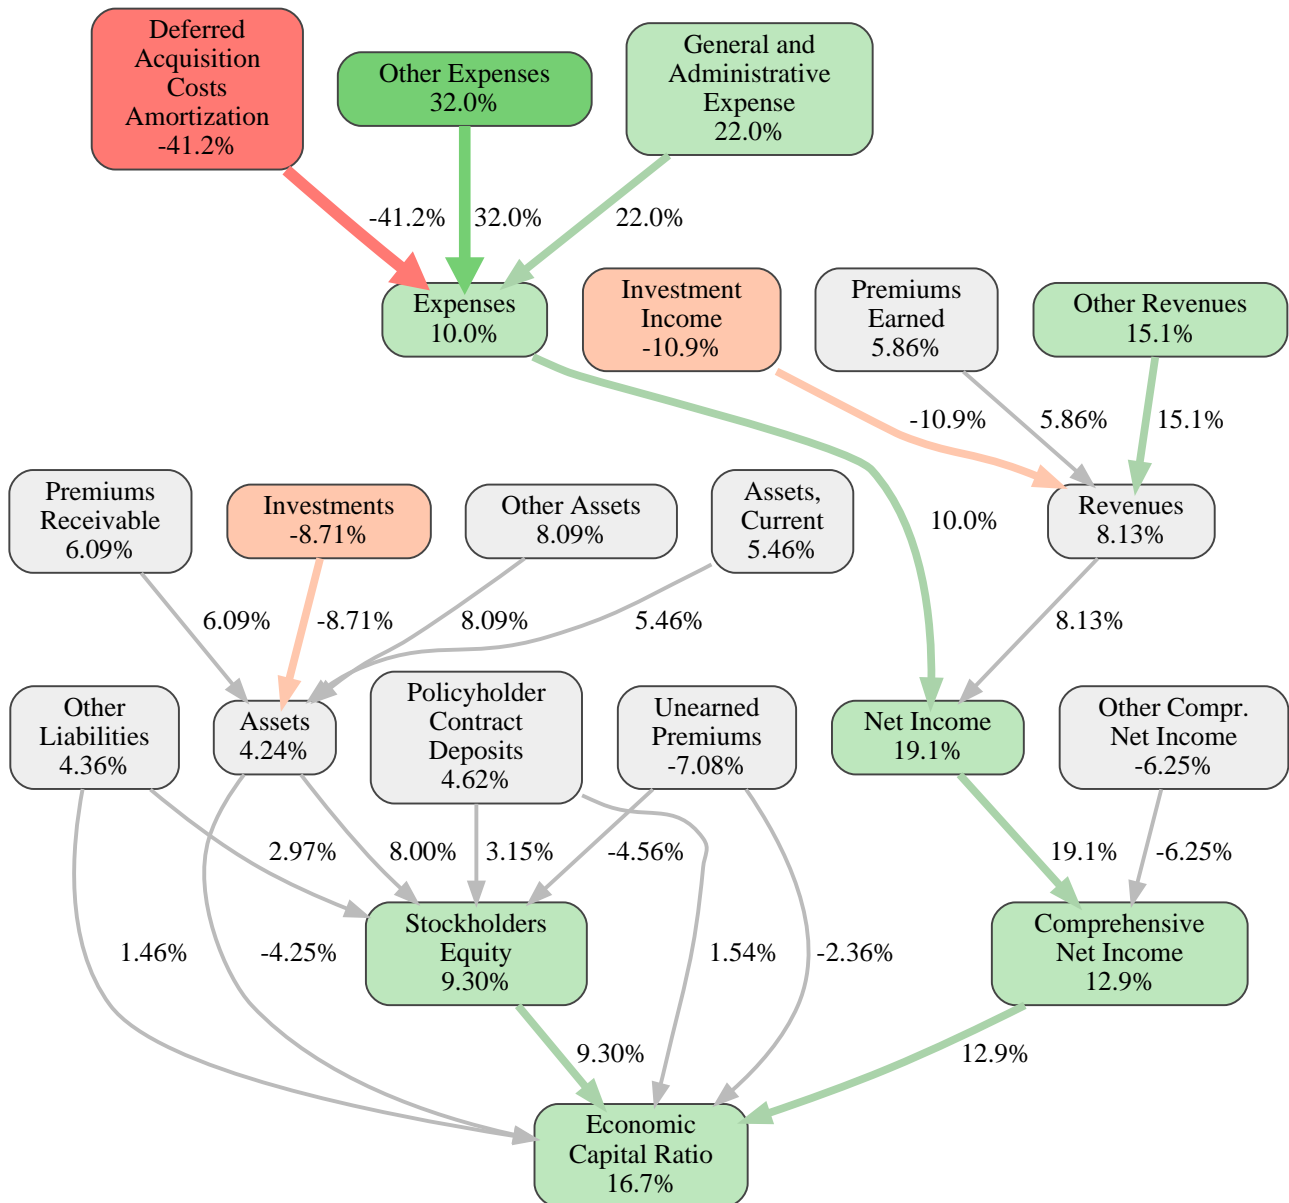 Deferred
Acquisition
Costs
Amortization
-41.2%
Other Expenses
32.0%
General and
Administrative
Expense
22.0%
-41.2%
32.0%
22.0%
Expenses
10.0%
Investment
Income
-10.9%
Premiums
Earned
5.86%
Other Revenues
15.1%
-10.9%
5.86%
15.1%
Premiums
Receivable
6.09%
Investments
-8.71%
Other Assets
8.09%
Assets,
Current
5.46%
10.0%
Revenues
8.13%
6.09%
-8.71%
8.09%
5.46%
8.13%
Other
Liabilities
4.36%
Assets
4.24%
Policyholder
Contract
Deposits
4.62%
Unearned
Premiums
-7.08%
Net Income
19.1%
Other Compr.
Net Income
-6.25%
2.97%
8.00%
3.15%
-4.56%
19.1%
-6.25%
1.46%
-4.25%
Stockholders
Equity
9.30%
1.54%
-2.36%
Comprehensive
Net Income
12.9%
9.30%
12.9%
Economic
Capital Ratio
16.7%